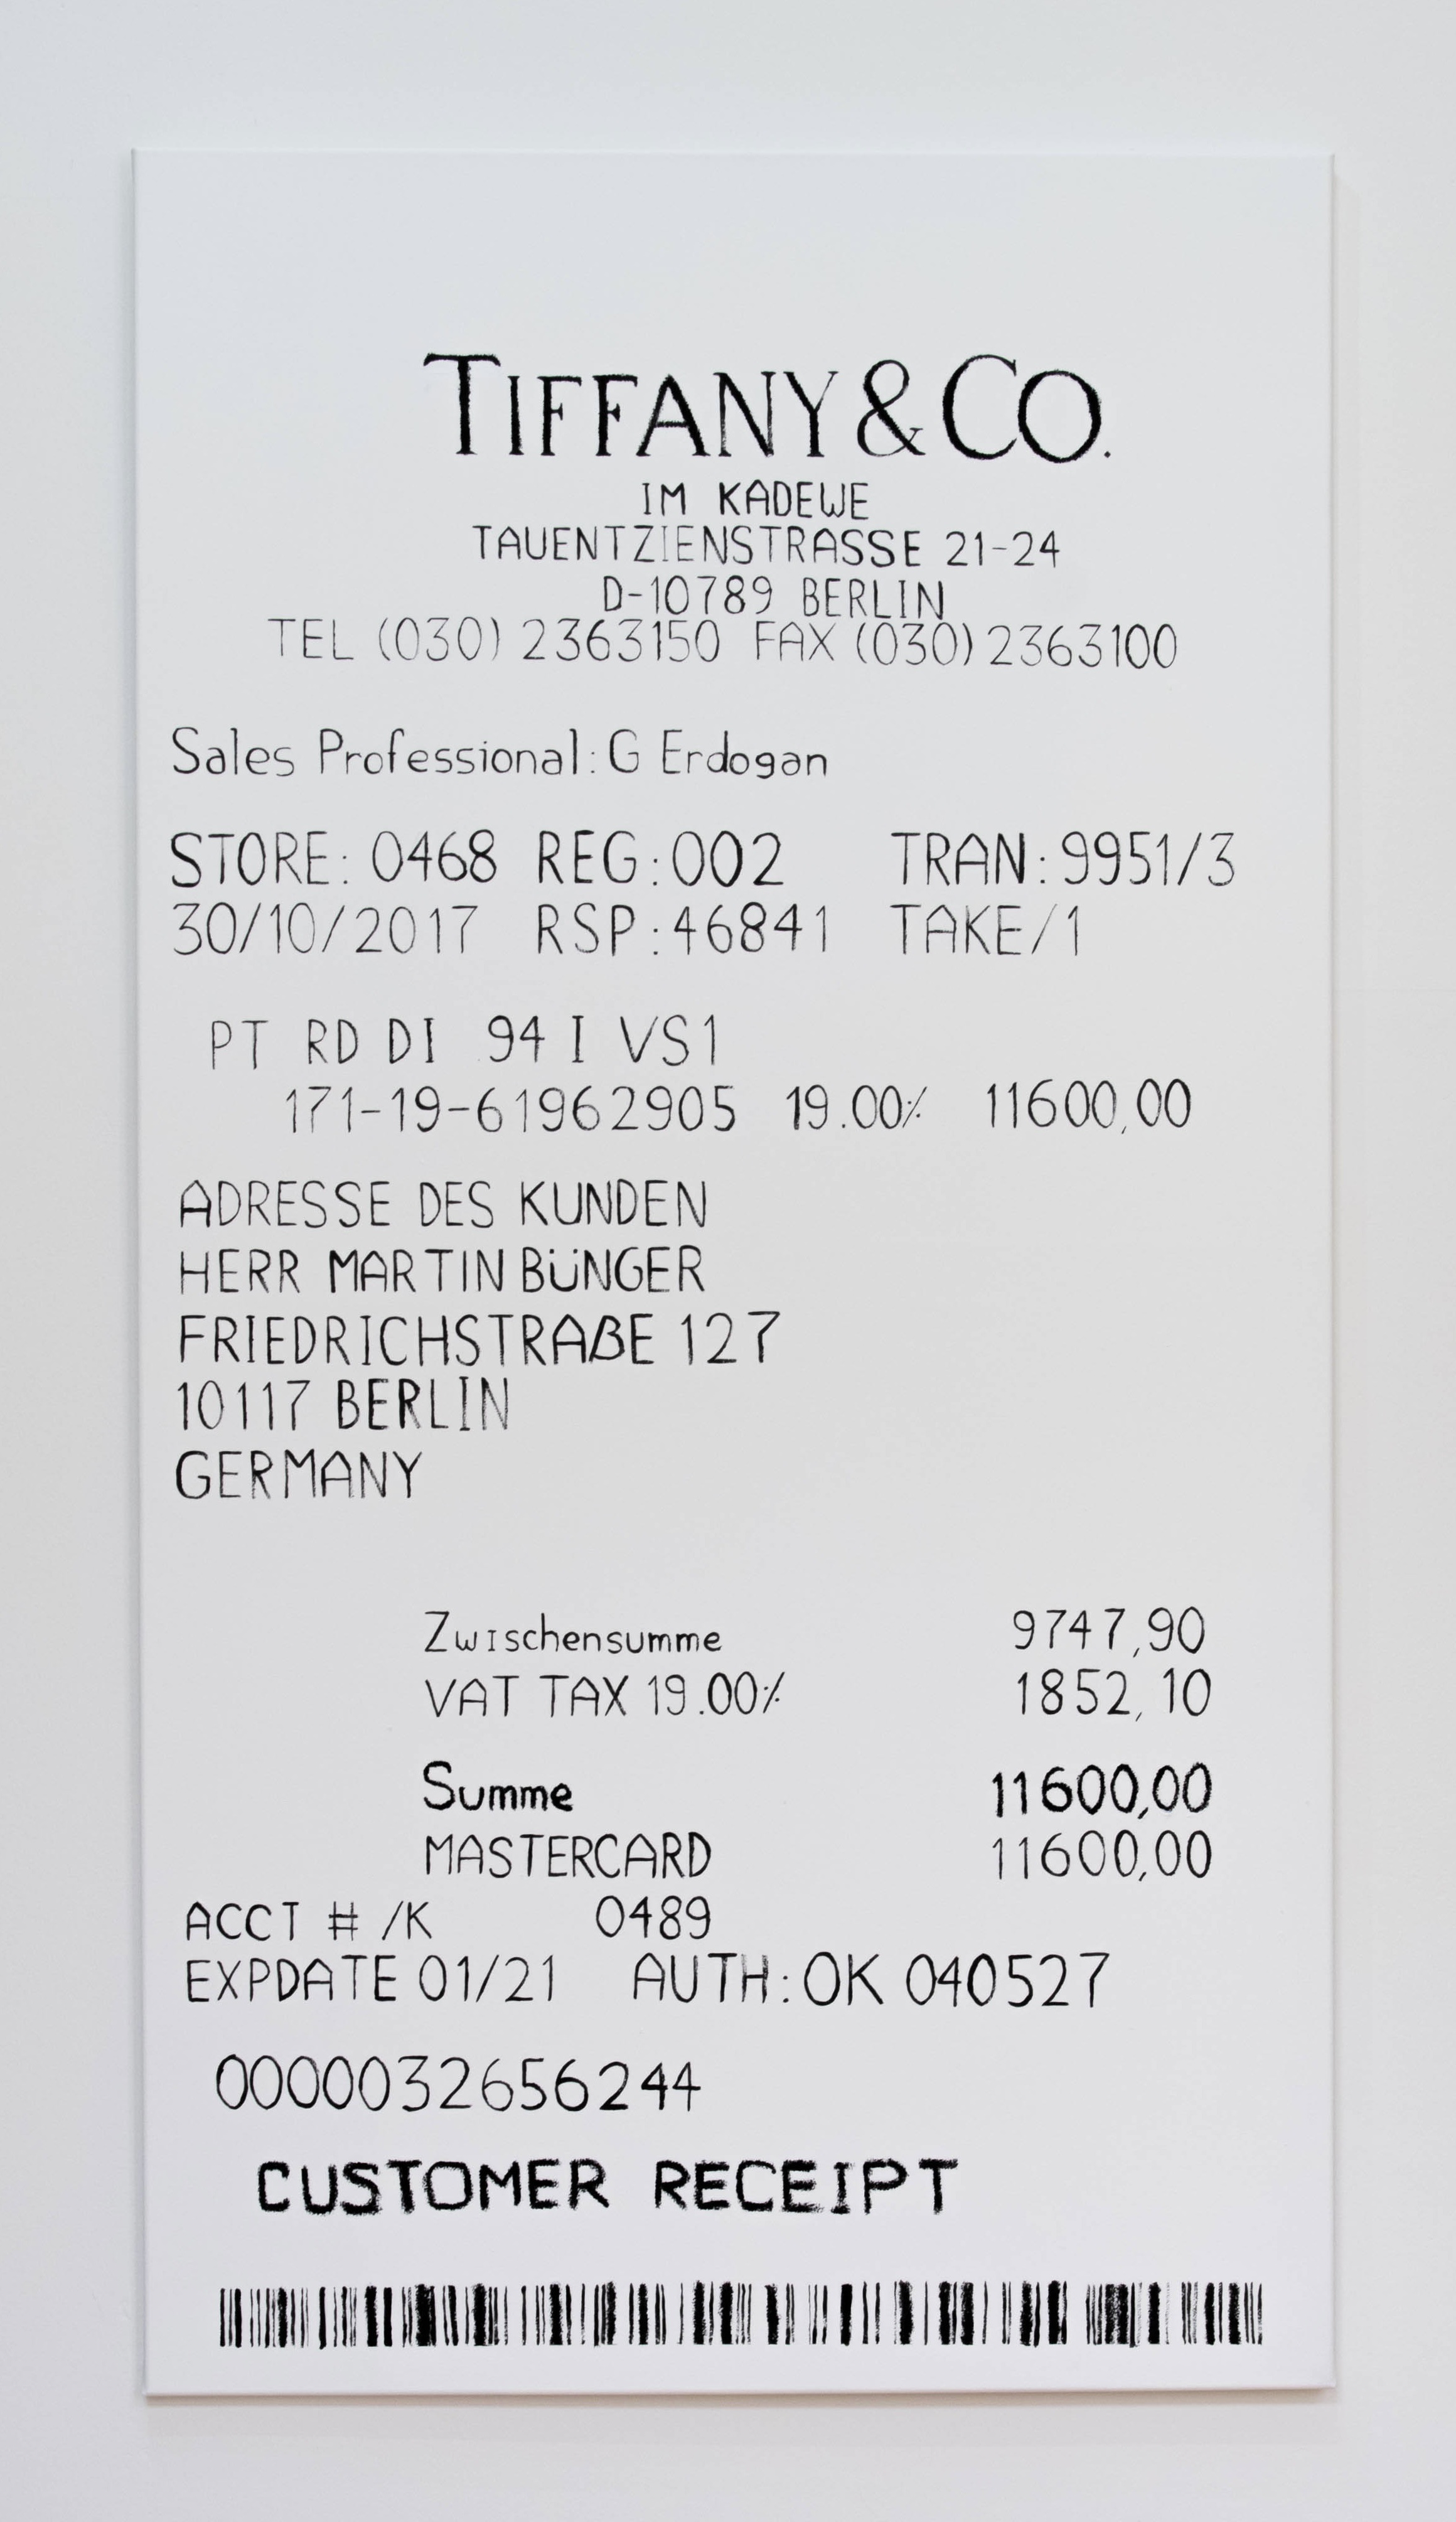 TIFFANY & CO.
IM KADEWE
TAUENTZIENSTRASSE 21-24
D-10789 BERLIN
TEL (030) 2363150 FAX (030) 2363100
Sales Professional: G Erdogan
STORE: 0468 REG:002 TRAN:9951/3
30/10/2017 RSP:46841 TAKE/1
PT RD DI 94 I VS1
171-19-61962905 19.00% 11600,00
ADRESSE DES KUNDEN
HERR MARTIN BÜNGER
FRIEDRICHSTRAßE 127
10117 BERLIN
GERMANY
Zwischensumme 9747,90
VAT TAX 19.00% 1852,10
Summe 11600,00
MASTERCARD 11600,00
ACCT # /K 0489
EXPDATE 01/21 AUTH:OK 040527
0000032656244
CUSTOMER RECEIPT